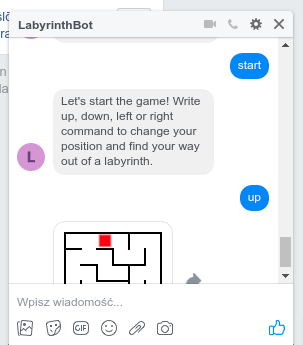 LabyrinthBot
start
Let's start the game! Write
up, down, left or right
command to change your
position and find your way
out of a labyrinth.
L
up
Wpisz wiadomość...
GIF